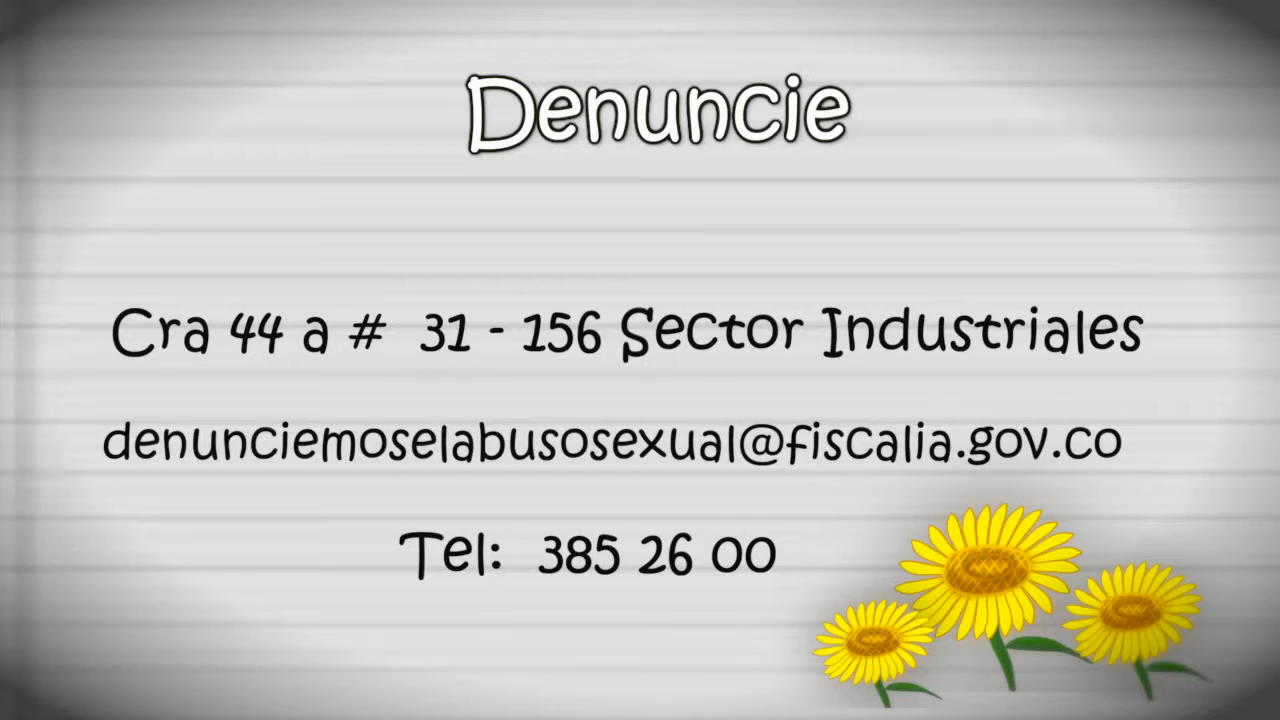 Denuncie
Cra 44 a # 31 - 156 Sector Industriales
denunciemoselabusosexual@fiscalia.gov.co
Tel: 385 26 00